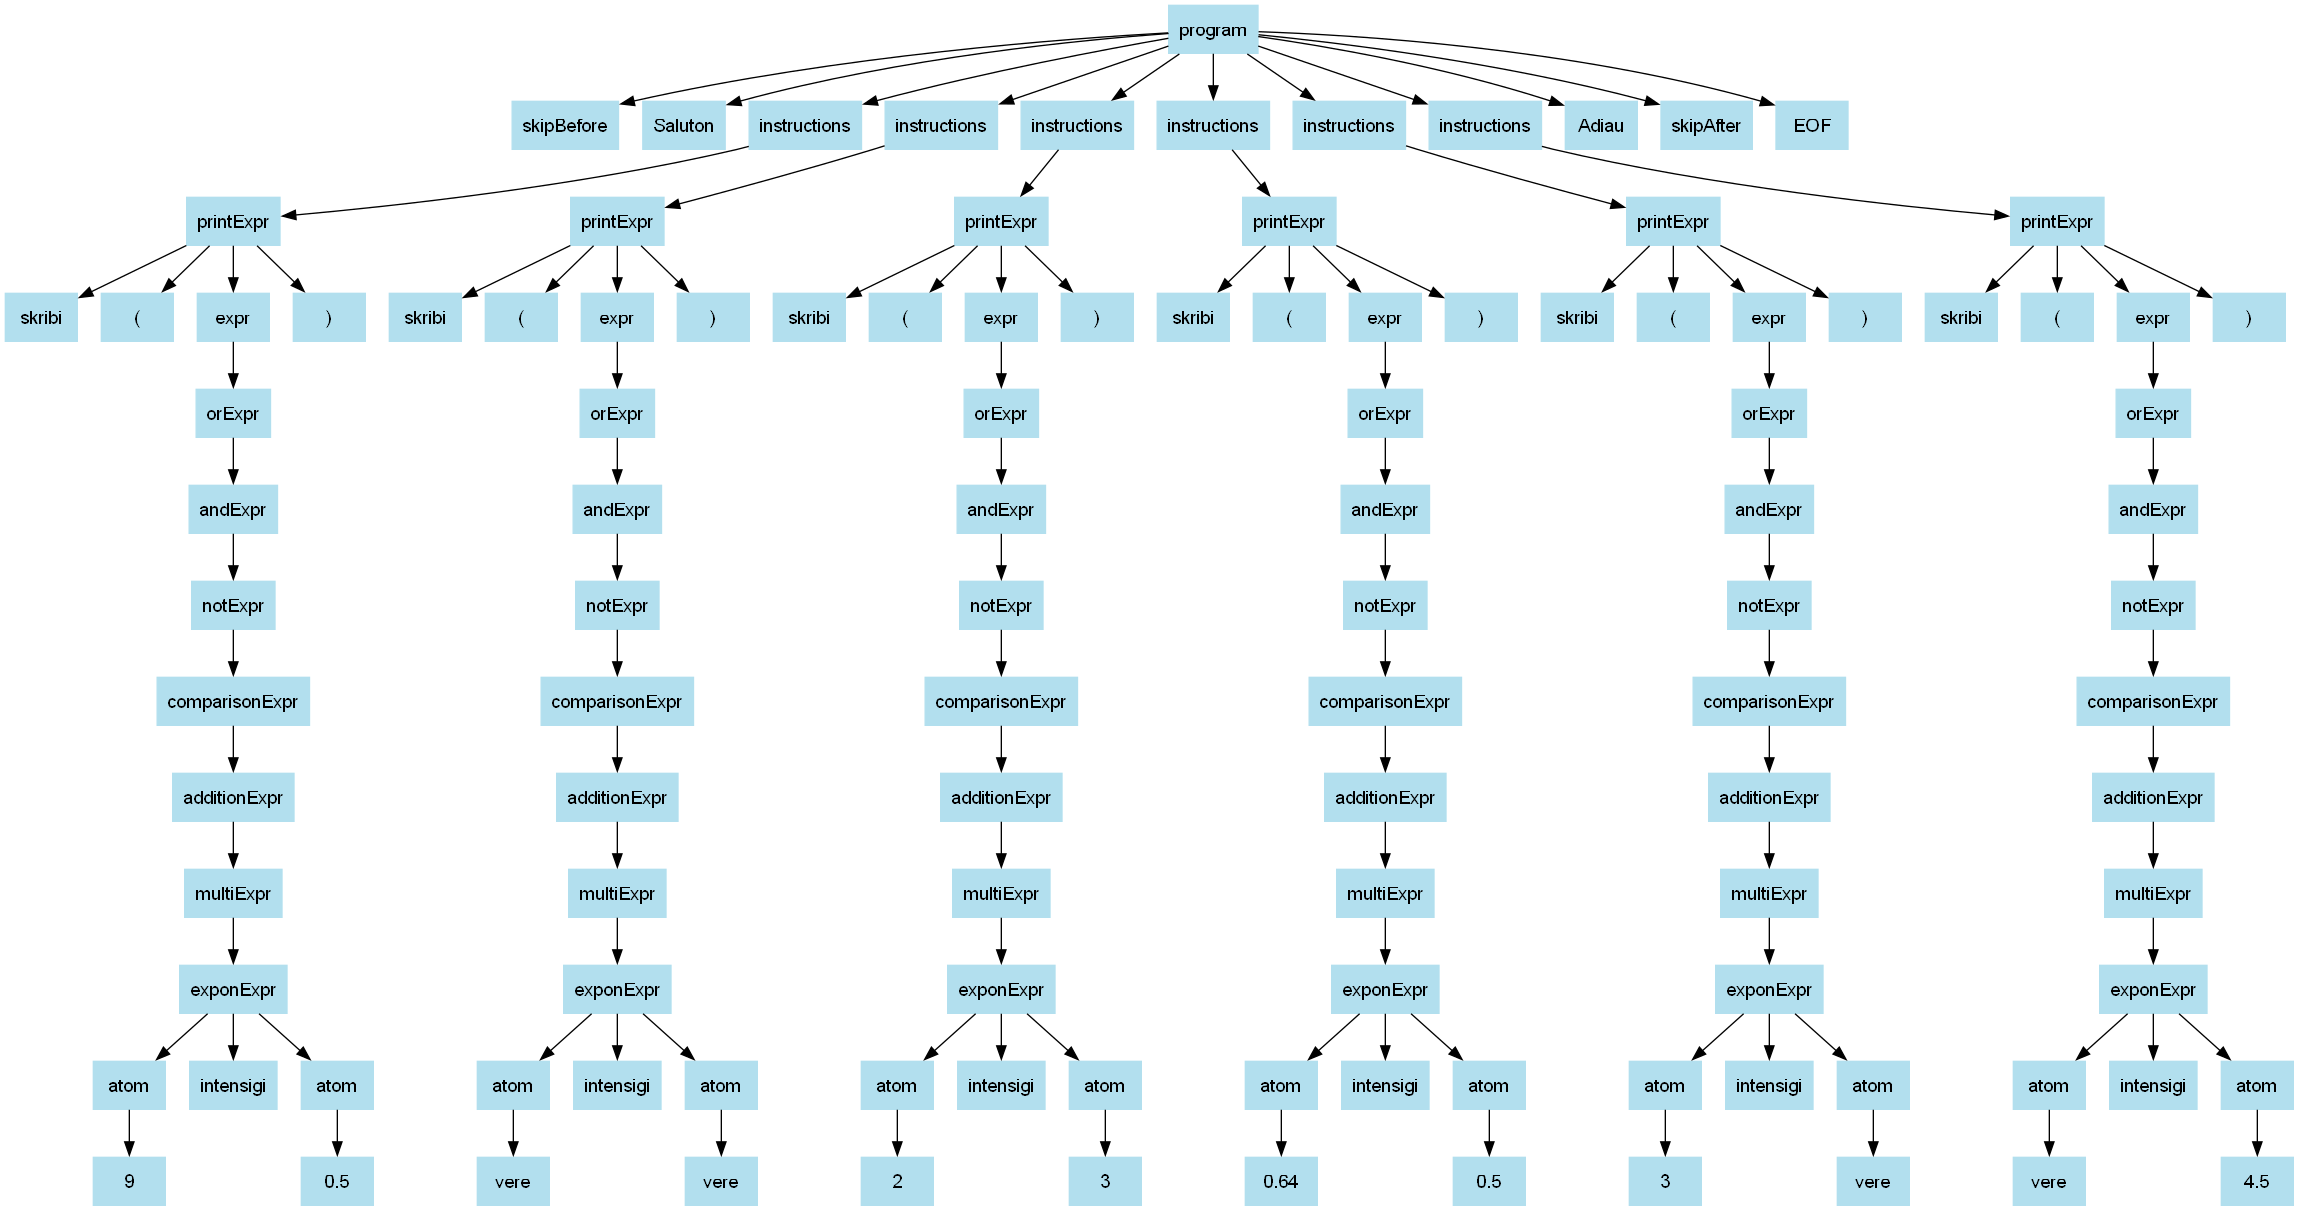 program
skipBefore Saluton instructions instructions instructions instructions instructions instructions Adiau skipAfter EOF
printExpr printExpr printExpr printExpr printExpr printExpr
skribi ( expr ) skribi ( expr ) skribi ( expr ) skribi ( expr ) skribi ( expr ) skribi ( expr )
orExpr orExpr orExpr orExpr orExpr orExpr
andExpr andExpr andExpr andExpr andExpr andExpr
notExpr notExpr notExpr notExpr notExpr notExpr
comparisonExpr comparisonExpr comparisonExpr comparisonExpr comparisonExpr comparisonExpr
additionExpr additionExpr additionExpr additionExpr additionExpr additionExpr
multiExpr multiExpr multiExpr multiExpr multiExpr multiExpr
exponExpr exponExpr exponExpr exponExpr exponExpr exponExpr
atom intensigi atom atom intensigi atom atom intensigi atom atom intensigi atom atom intensigi atom atom intensigi atom
9 0.5 vere vere 2 3 0.64 0.5 3 vere vere 4.5